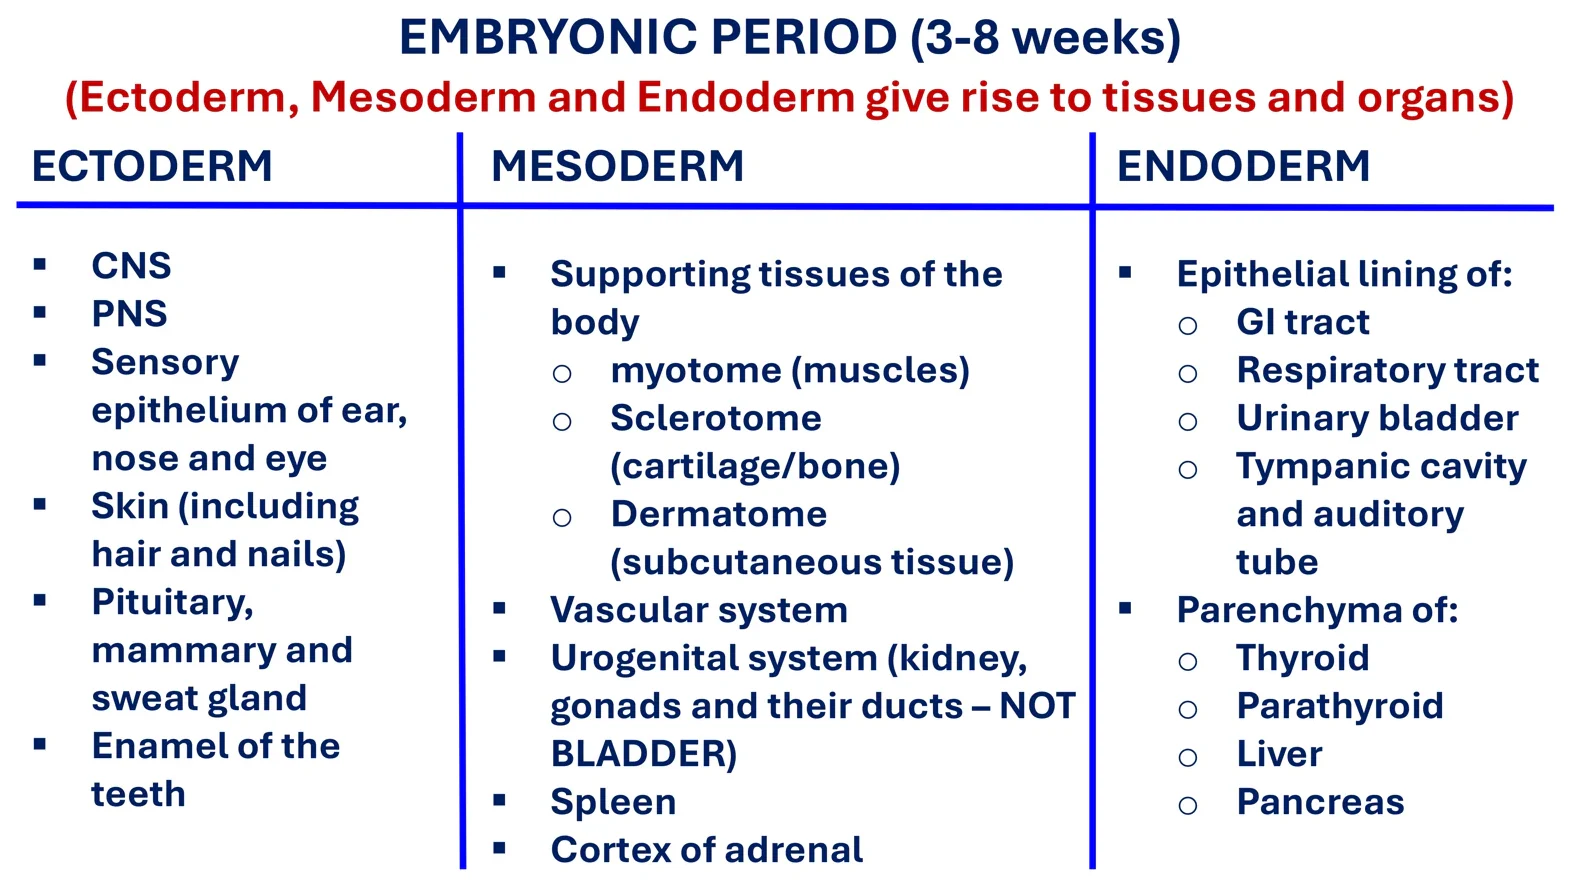 EMBRYONIC PERIOD (3-8 weeks)
(Ectoderm, Mesoderm and Endoderm give rise to tissues and organs)
ECTODERM
▪ CNS
▪ PNS
▪ Sensory
epithelium of ear,
nose and eye
▪ Skin (including
hair and nails)
▪ Pituitary,
mammary and
sweat gland
▪ Enamel of the
teeth
MESODERM
▪ Supporting tissues of the
body
o myotome (muscles)
o Sclerotome
(cartilage/bone)
o Dermatome
(subcutaneous tissue)
▪ Vascular system
▪ Urogenital system (kidney,
gonads and their ducts – NOT
BLADDER)
▪ Spleen
▪ Cortex of adrenal
ENDODERM
▪ Epithelial lining of:
o GI tract
o Respiratory tract
o Urinary bladder
o Tympanic cavity
and auditory
tube
▪ Parenchyma of:
o Thyroid
o Parathyroid
o Liver
o Pancreas